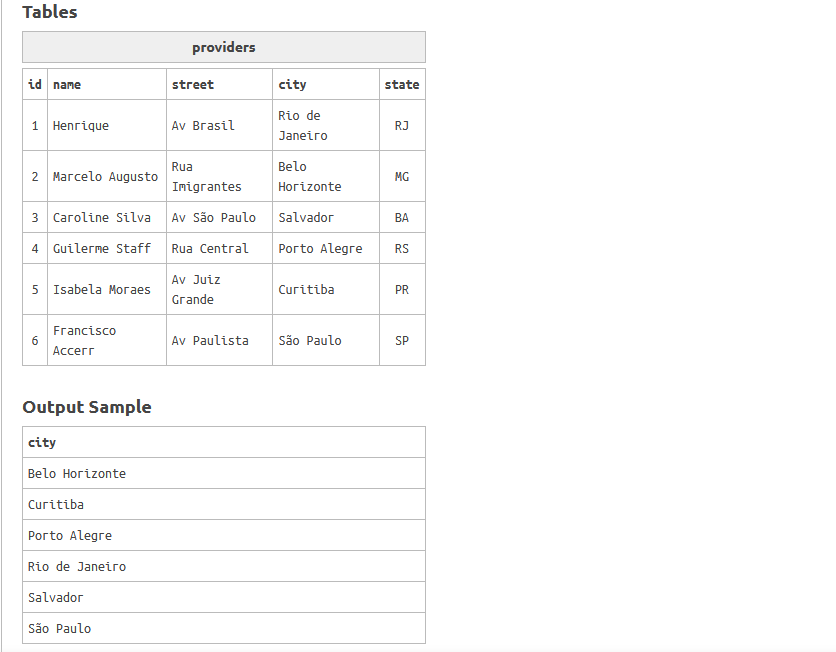 Tables
providers
id name street city state
1 Henrique Av Brasil Rio de Janeiro RJ
2 Marcelo Augusto Rua Imigrantes Belo Horizonte MG
3 Caroline Silva Av São Paulo Salvador BA
4 Guilerme Staff Rua Central Porto Alegre RS
5 Isabela Moraes Av Juiz Grande Curitiba PR
6 Francisco Accerr Av Paulista São Paulo SP
Output Sample
city
Belo Horizonte
Curitiba
Porto Alegre
Rio de Janeiro
Salvador
São Paulo